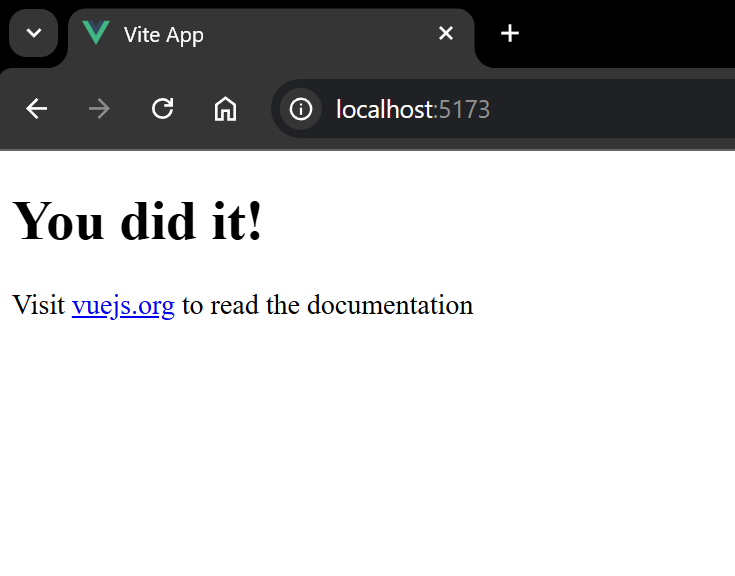 Vite App
localhost:5173
You did it!
Visit vuejs.org to read the documentation